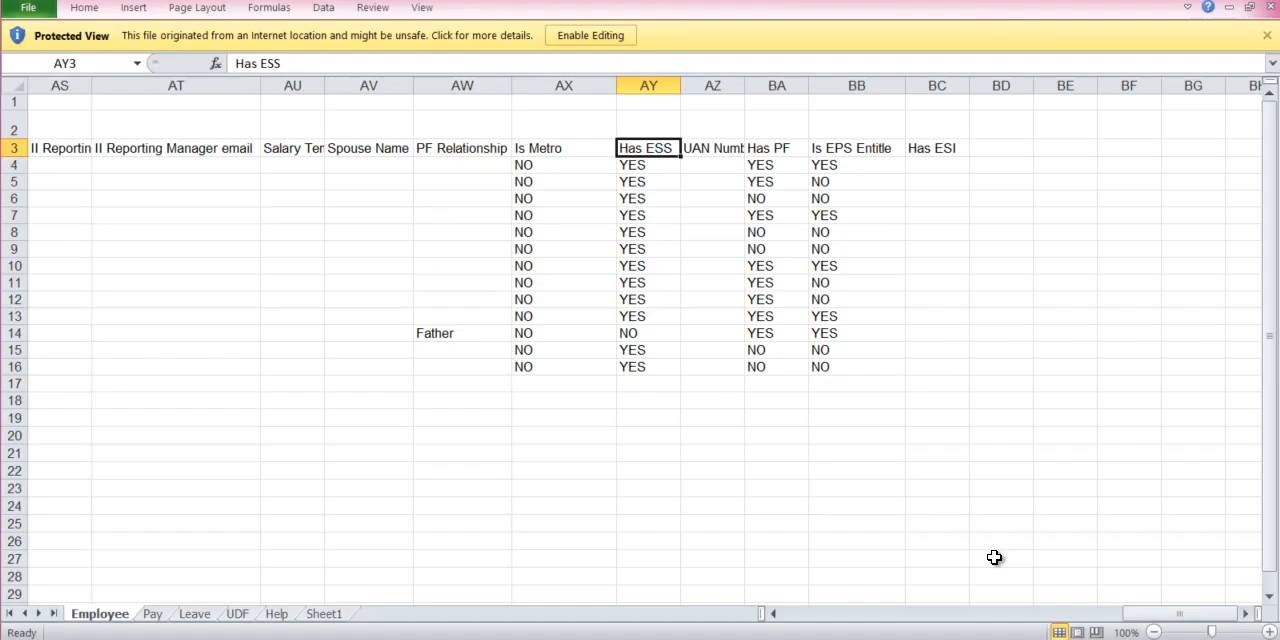 File Home Insert Page Layout Formulas Data Review View
Protected View This file originated from an Internet location and might be unsafe. Click for more details. Enable Editing
AY3 fx Has ESS
AS AT AU AV AW AX AY AZ BA BB BC BD BE BF BG BH
1
2
3 II Reportin II Reporting Manager email Salary Ten Spouse Name PF Relationship Is Metro Has ESS UAN Numb Has PF Is EPS Entitle Has ESI
4 NO YES YES YES
5 NO YES YES NO
6 NO YES NO NO
7 NO YES YES YES
8 NO YES NO NO
9 NO YES NO NO
10 NO YES YES YES
11 NO YES YES NO
12 NO YES YES NO
13 NO YES YES YES
14 Father NO NO YES YES
15 NO YES NO NO
16 NO YES NO NO
17
18
19
20
21
22
23
24
25
26
27
28
29
Employee Pay Leave UDF Help Sheet1
Ready 100%